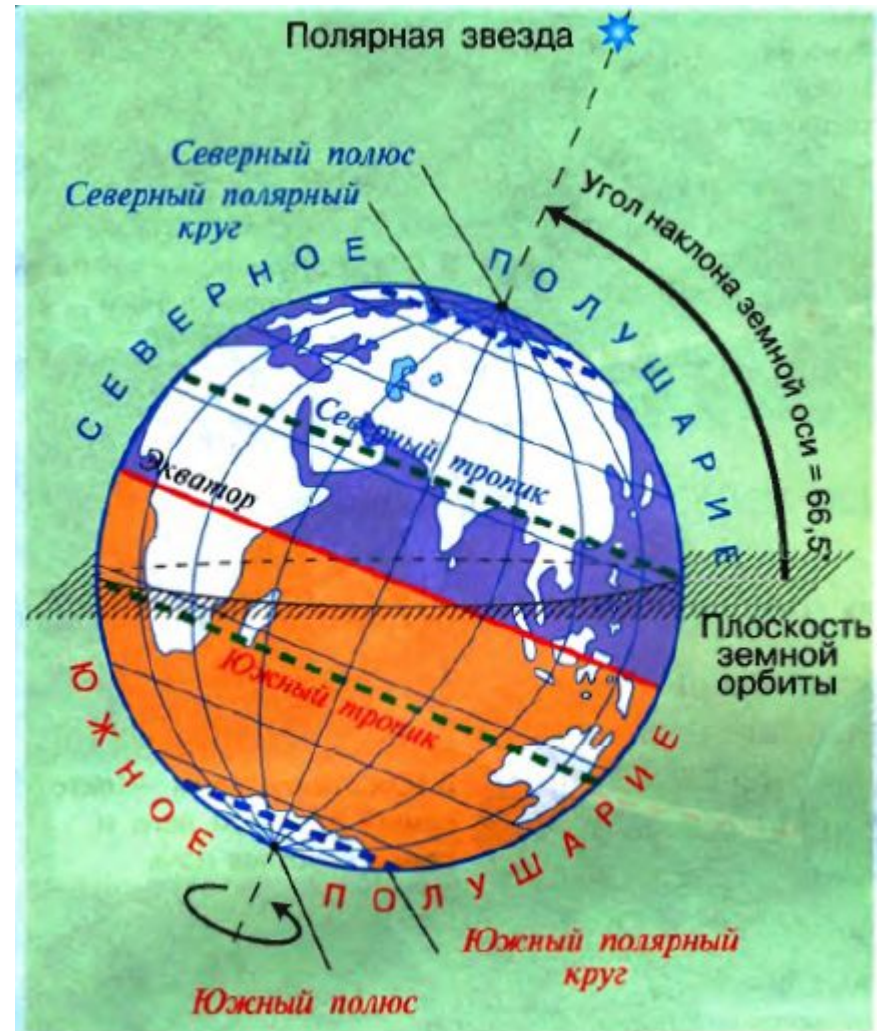 Полярная звезда
Северный полюс
Северный полярный
круг
Угол наклона земной оси = 66,5°
СЕВЕРНОЕ ПОЛУШАРИЕ
Северный тропик
Экватор
Плоскость
земной
орбиты
Южный тропик
ЮЖНОЕ ПОЛУШАРИЕ
Южный полярный
круг
Южный полюс